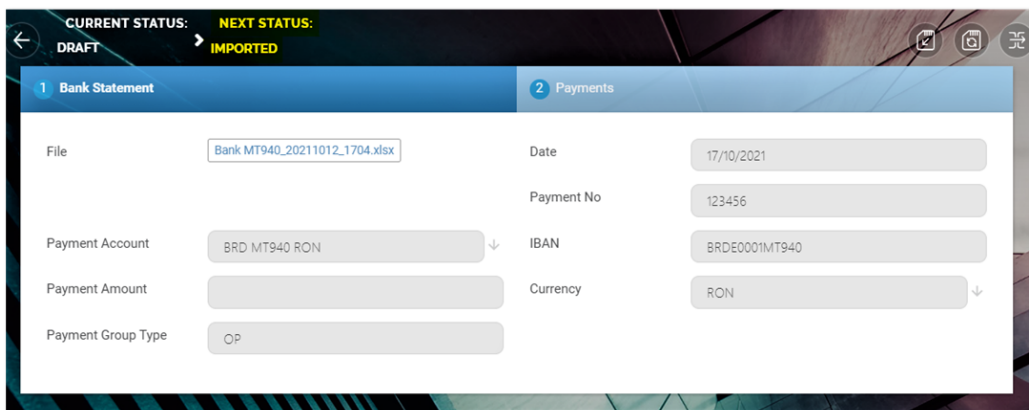 CURRENT STATUS: NEXT STATUS:
DRAFT IMPORTED
1 Bank Statement 2 Payments
File Bank MT940_20211012_1704.xlsx Date 17/10/2021
Payment No 123456
Payment Account BRD MT940 RON IBAN BRDE0001MT940
Payment Amount Currency RON
Payment Group Type OP